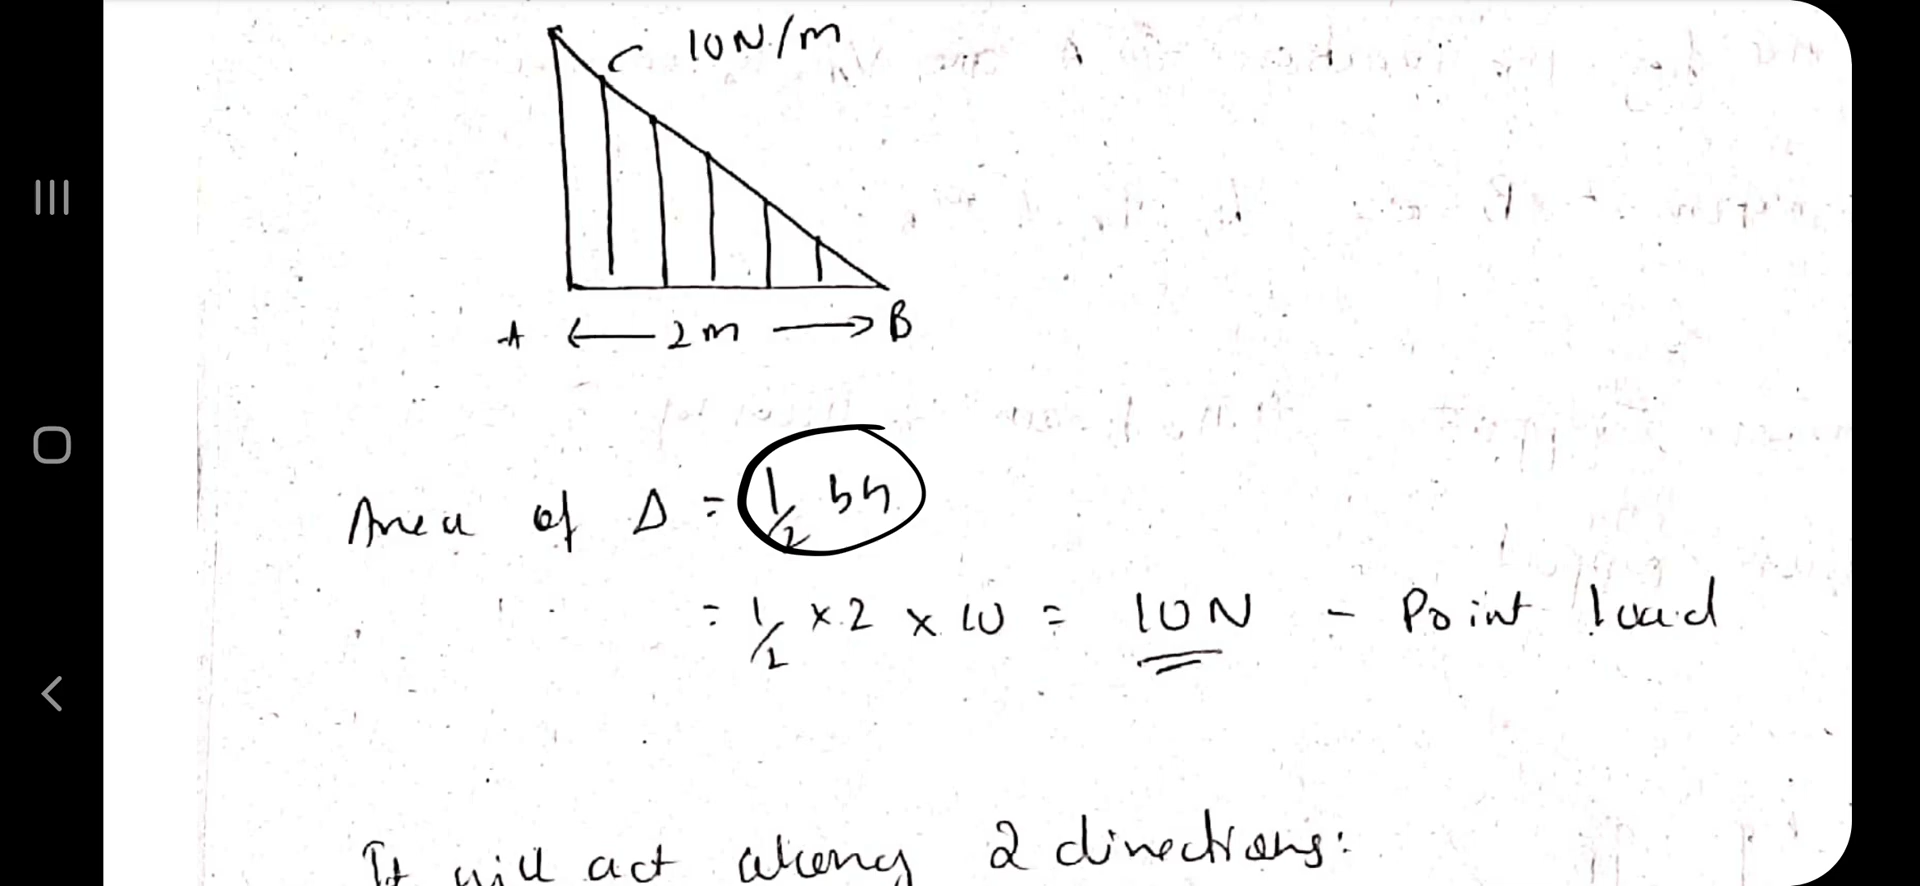 10N/m
A ← 2m → B
Area of Δ = 1/2 bh
= 1/2 × 2 × 10 = 10N - Point load
It will act along 2 directions: